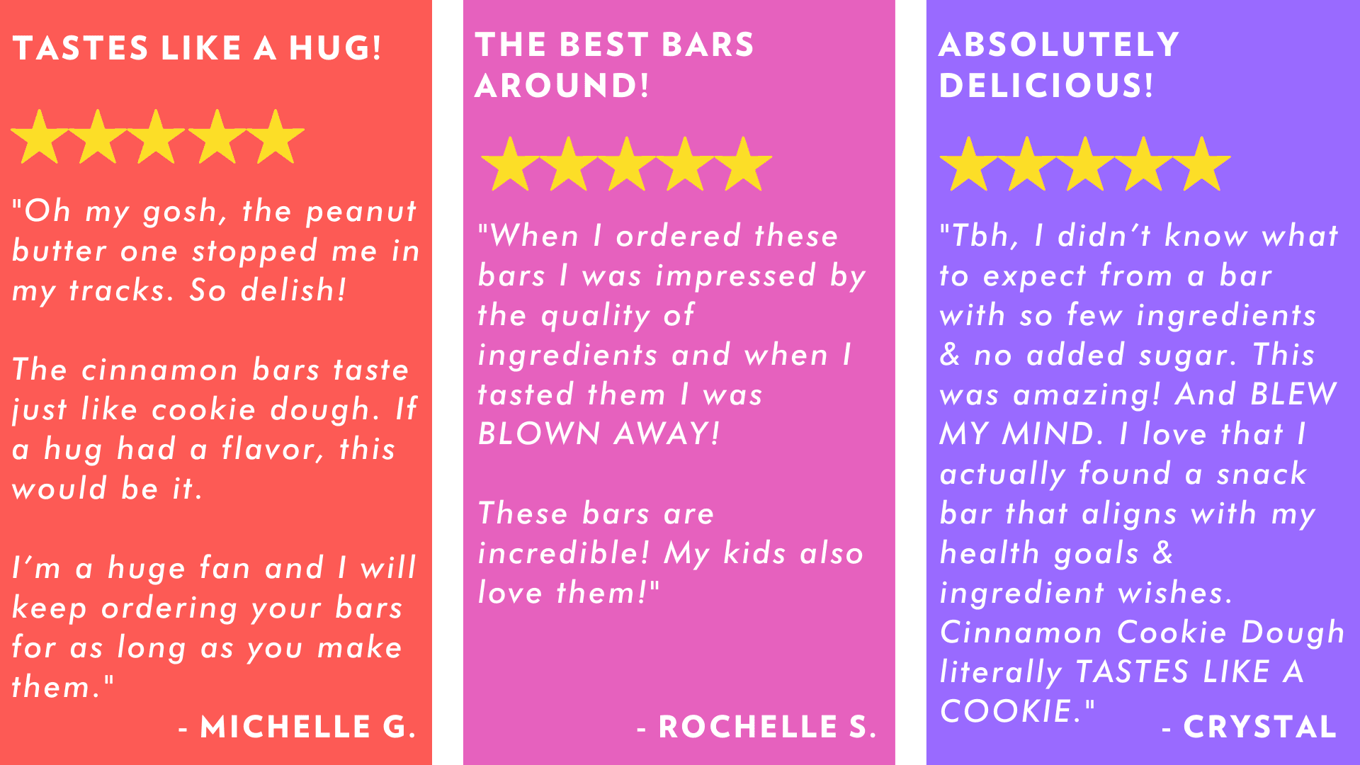 TASTES LIKE A HUG!
"Oh my gosh, the peanut
butter one stopped me in
my tracks. So delish!
The cinnamon bars taste
just like cookie dough. If
a hug had a flavor, this
would be it.
I'm a huge fan and I will
keep ordering your bars
for as long as you make
them."
- MICHELLE G.
THE BEST BARS
AROUND!
"When I ordered these
bars I was impressed by
the quality of
ingredients and when I
tasted them I was
BLOWN AWAY!
These bars are
incredible! My kids also
love them!"
- ROCHELLE S.
ABSOLUTELY
DELICIOUS!
"Tbh, I didn't know what
to expect from a bar
with so few ingredients
& no added sugar. This
was amazing! And BLEW
MY MIND. I love that I
actually found a snack
bar that aligns with my
health goals &
ingredient wishes.
Cinnamon Cookie Dough
literally TASTES LIKE A
COOKIE."
- CRYSTAL